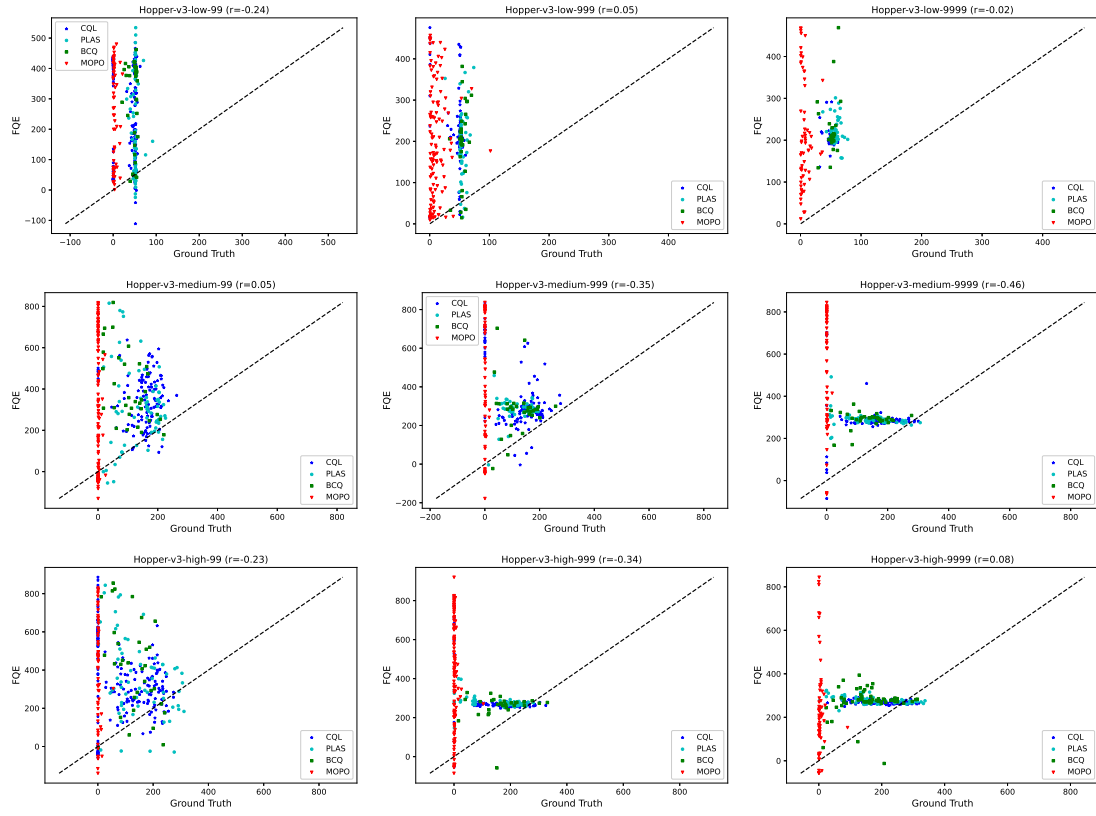 Hopper-v3-low-99 (r=-0.24)
CQL
PLAS
BCQ
MOPO
500
400
300
200
100
0
−100
FQE
−100 0 100 200 300 400 500
Ground Truth
Hopper-v3-low-999 (r=0.05)
400
300
200
100
0
FQE
CQL
PLAS
BCQ
MOPO
0 100 200 300 400
Ground Truth
Hopper-v3-low-9999 (r=-0.02)
400
300
200
100
0
FQE
CQL
PLAS
BCQ
MOPO
0 100 200 300 400
Ground Truth
Hopper-v3-medium-99 (r=0.05)
800
600
400
200
0
FQE
CQL
PLAS
BCQ
MOPO
0 200 400 600 800
Ground Truth
Hopper-v3-medium-999 (r=-0.35)
CQL
PLAS
BCQ
MOPO
800
600
400
200
0
−200
FQE
−200 0 200 400 600 800
Ground Truth
Hopper-v3-medium-9999 (r=-0.46)
800
600
400
200
0
FQE
CQL
PLAS
BCQ
MOPO
0 200 400 600 800
Ground Truth
Hopper-v3-high-99 (r=-0.23)
800
600
400
200
0
FQE
CQL
PLAS
BCQ
MOPO
0 200 400 600 800
Ground Truth
Hopper-v3-high-999 (r=-0.34)
800
600
400
200
0
FQE
CQL
PLAS
BCQ
MOPO
0 200 400 600 800
Ground Truth
Hopper-v3-high-9999 (r=0.08)
800
600
400
200
0
FQE
CQL
PLAS
BCQ
MOPO
0 200 400 600 800
Ground Truth